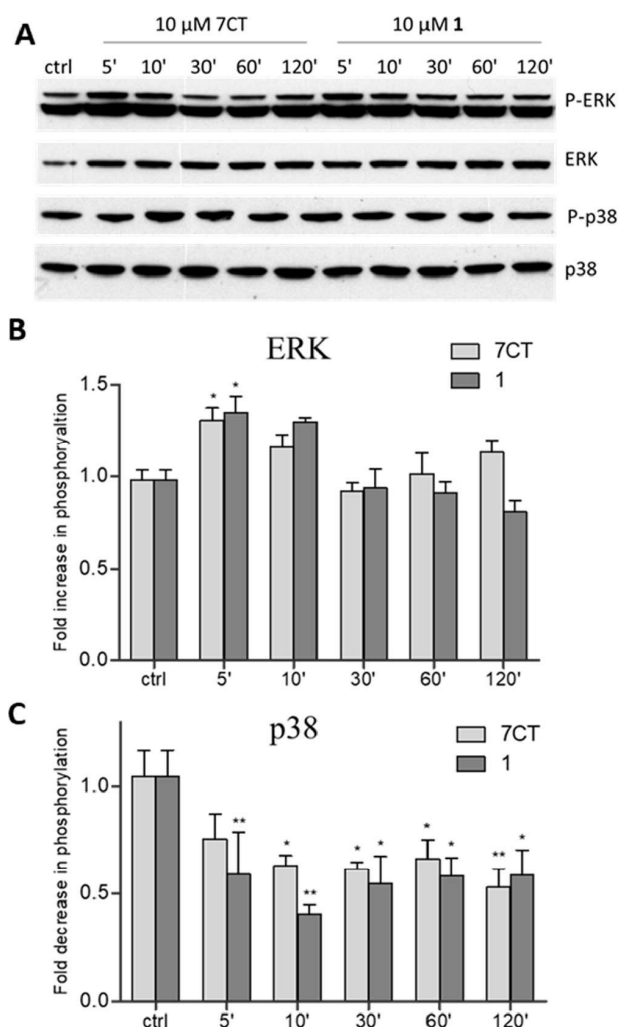 A
10 µM 7CT 10 µM 1
ctrl 5' 10' 30' 60' 120' 5' 10' 30' 60' 120'
P-ERK
ERK
P-p38
p38
B
ERK
7CT
1
Fold increase in phosphoryaltion
1.5
1.0
0.5
0.0
* *
ctrl 5' 10' 30' 60' 120'
C
p38
7CT
1
Fold decrease in phosphorylation
1.0
0.5
0.0
** * ** * * * * ** *
ctrl 5' 10' 30' 60' 120'